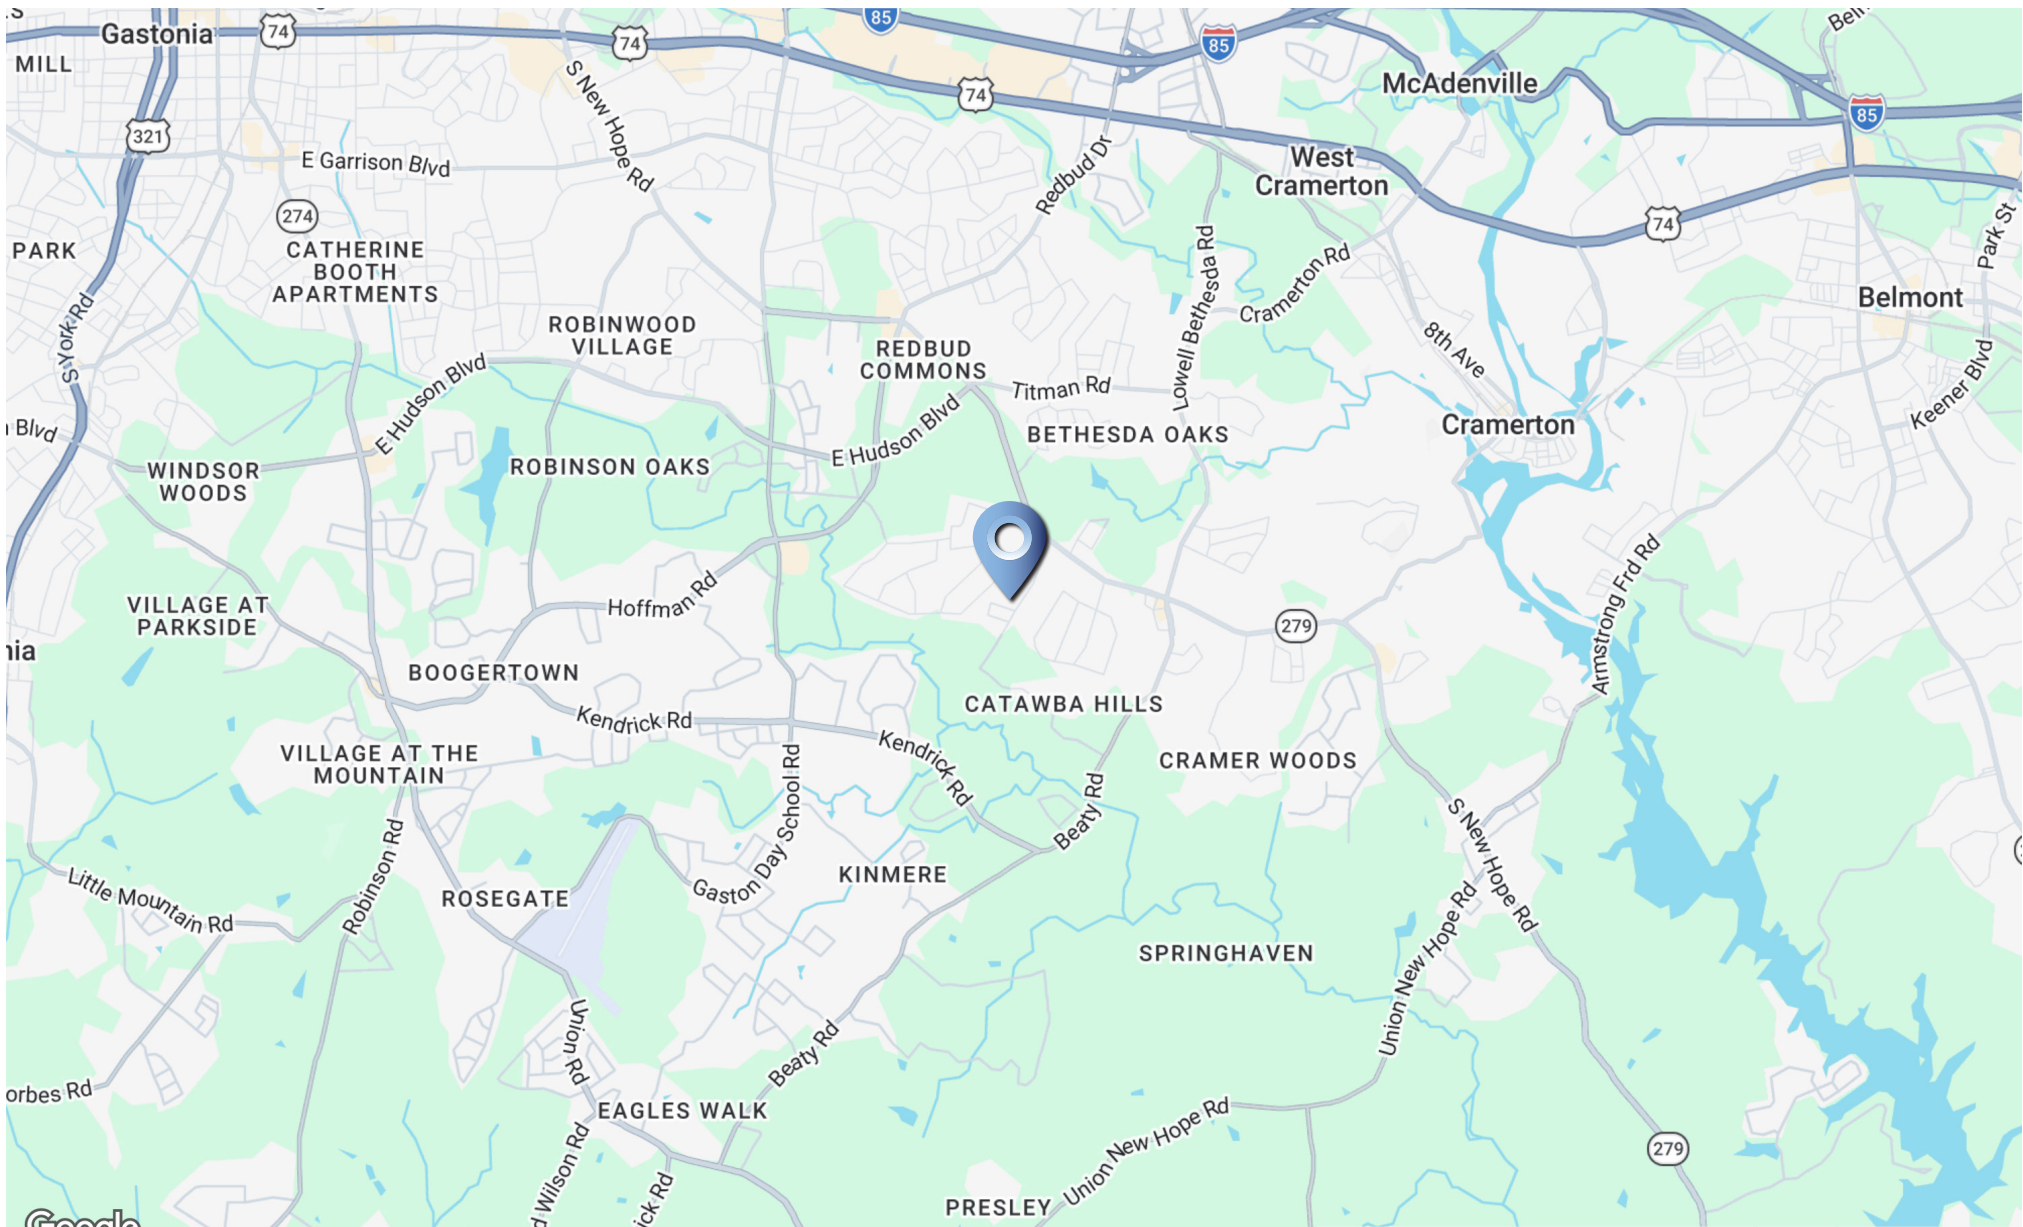 Gastonia
74
74
85
85
MILL
McAdenville
S New Hope Rd
74
85
321
E Garrison Blvd
Redbud Dr
West
Cramerton
274
74
Park St
PARK
CATHERINE
BOOTH
APARTMENTS
Lowell Bethesda Rd
Cramerton Rd
Belmont
S York Rd
ROBINWOOD
VILLAGE
REDBUD
COMMONS
8th Ave
Keener Blvd
E Hudson Blvd
Titman Rd
Blvd
E Hudson Blvd
BETHESDA OAKS
Cramerton
WINDSOR
WOODS
ROBINSON OAKS
Armstrong Frd Rd
VILLAGE AT
PARKSIDE
Hoffman Rd
279
nia
BOOGERTOWN
CATAWBA HILLS
Kendrick Rd
Kendrick Rd
VILLAGE AT THE
MOUNTAIN
CRAMER WOODS
Gaston Day School Rd
Beaty Rd
S New Hope Rd
Robinson Rd
Little Mountain Rd
ROSEGATE
KINMERE
SPRINGHAVEN
Union New Hope Rd
Union Rd
Beaty Rd
orbes Rd
EAGLES WALK
Union New Hope Rd
279
d Wilson Rd
ick Rd
PRESLEY
Google